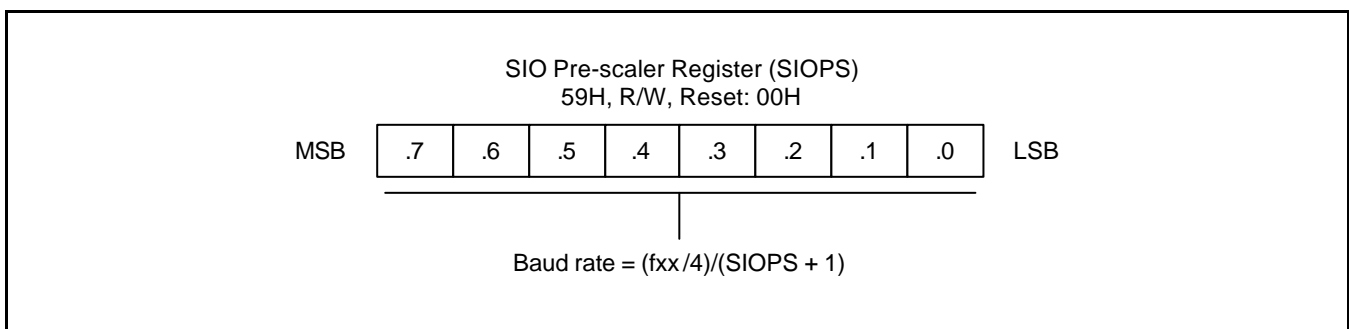 SIO Pre-scaler Register (SIOPS)
59H, R/W, Reset: 00H
MSB .7 .6 .5 .4 .3 .2 .1 .0 LSB
Baud rate = (fxx/4)/(SIOPS + 1)